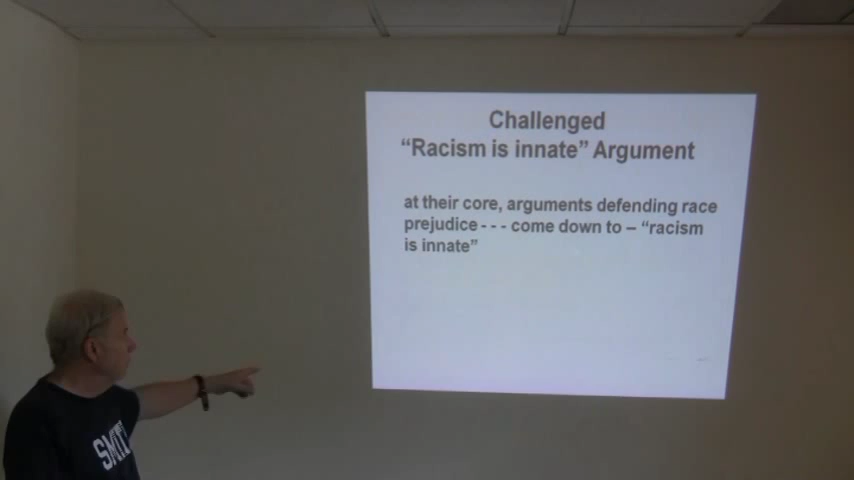 Challenged
“Racism is innate” Argument
at their core, arguments defending race
prejudice - - - come down to – “racism
is innate”